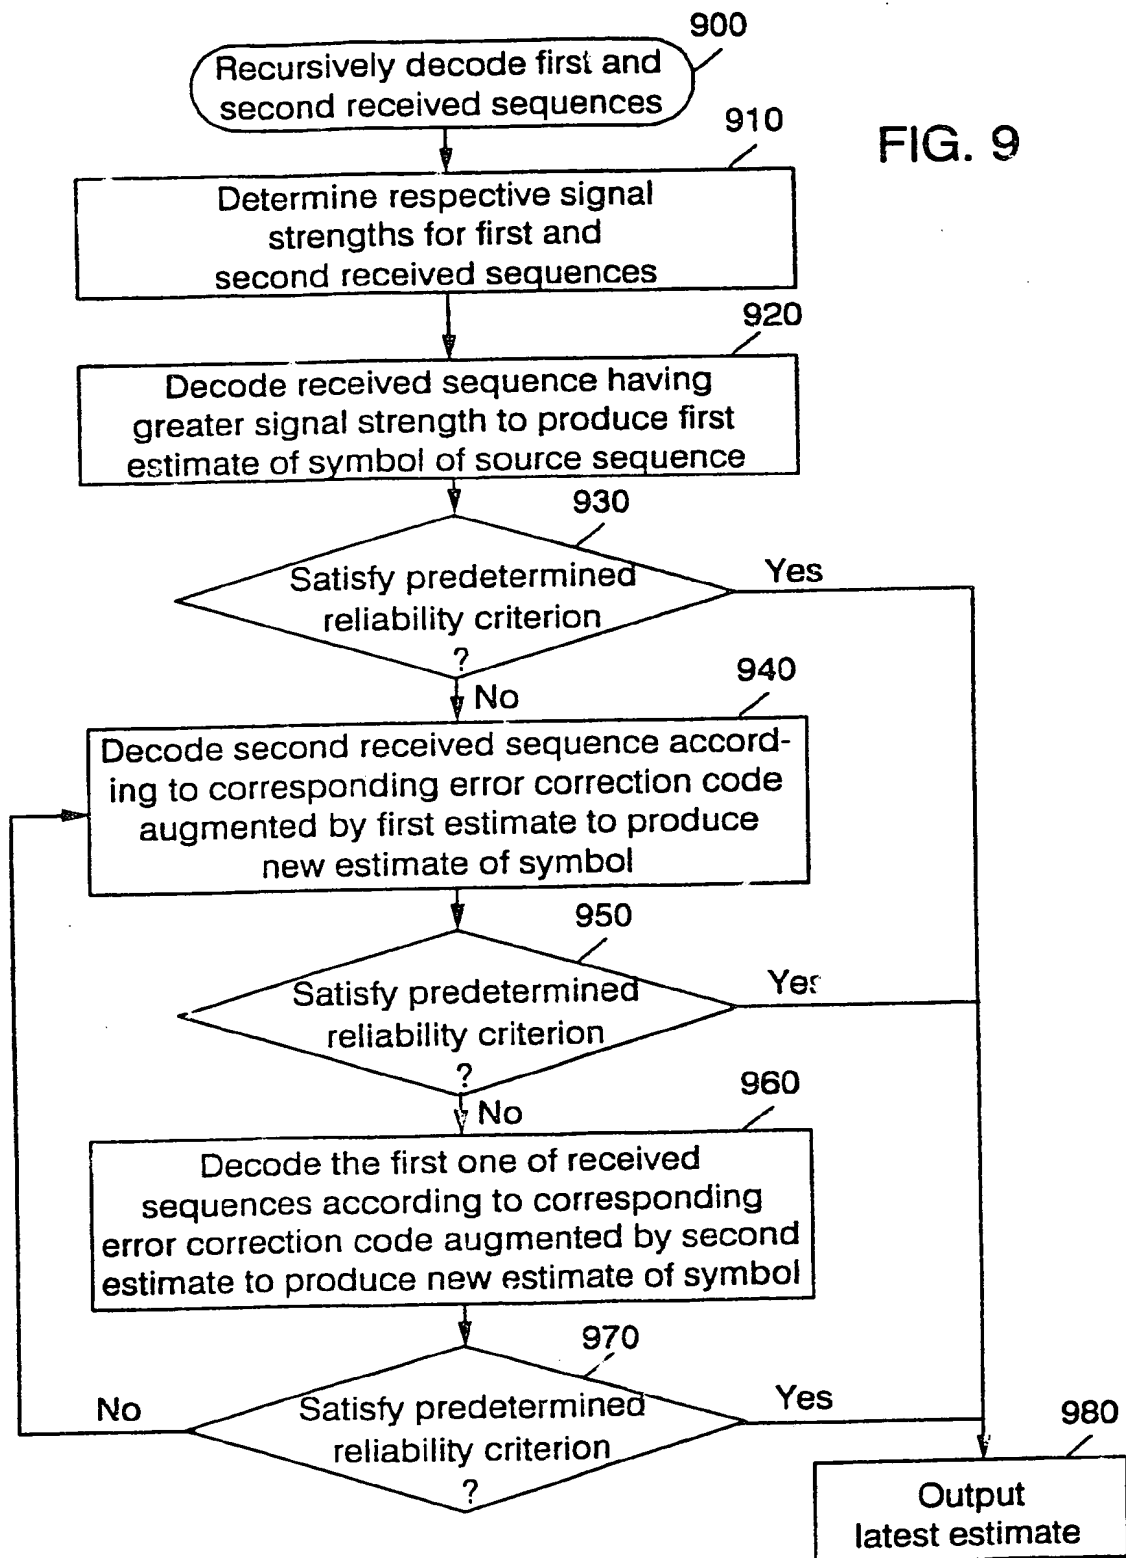 900
Recursively decode first and
second received sequences
910
FIG. 9
Determine respective signal
strengths for first and
second received sequences
920
Decode received sequence having
greater signal strength to produce first
estimate of symbol of source sequence
930
Satisfy predetermined
reliability criterion
?
Yes
No
940
Decode second received sequence accord-
ing to corresponding error correction code
augmented by first estimate to produce
new estimate of symbol
950
Satisfy predetermined
reliability criterion
?
Yes
No
960
Decode the first one of received
sequences according to corresponding
error correction code augmented by second
estimate to produce new estimate of symbol
970
Satisfy predetermined
reliability criterion
?
No
Yes
980
Output
latest estimate